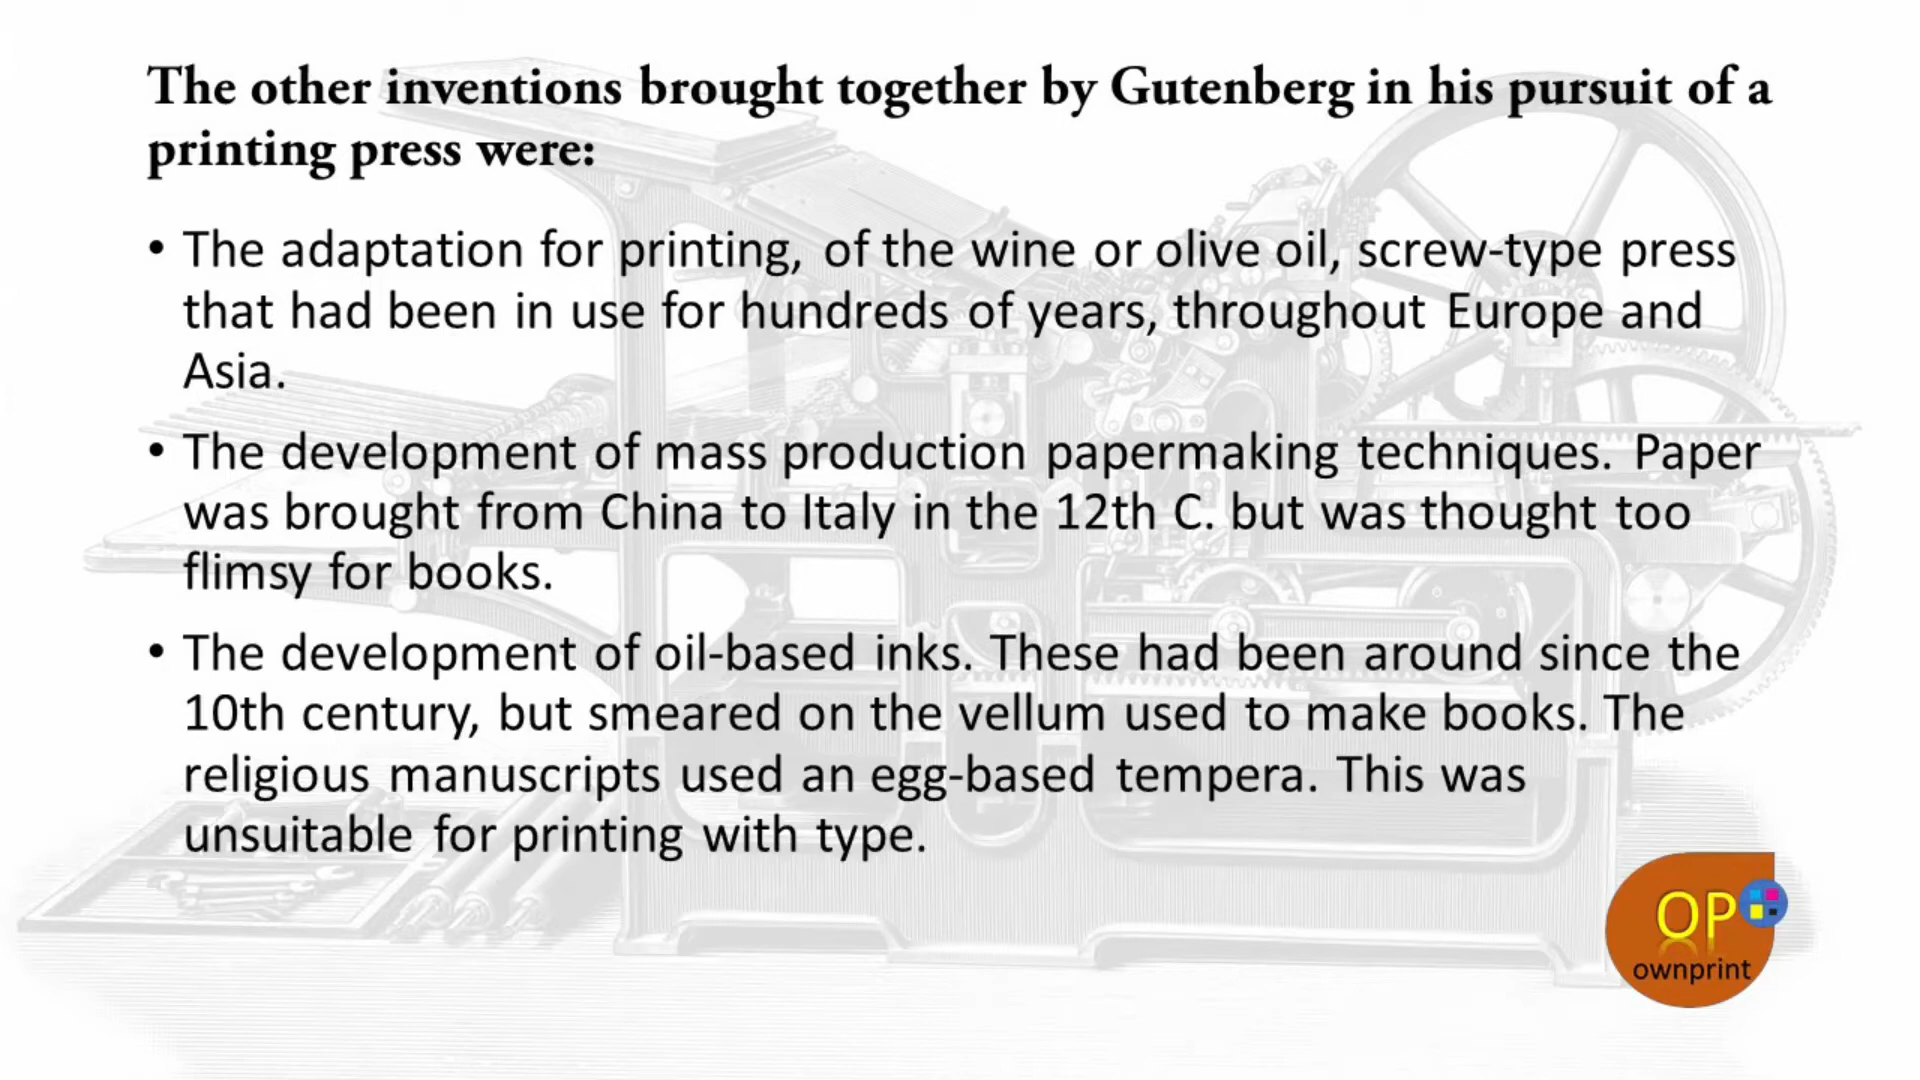 The other inventions brought together by Gutenberg in his pursuit of a
printing press were:
• The adaptation for printing, of the wine or olive oil, screw-type press
that had been in use for hundreds of years, throughout Europe and
Asia.
• The development of mass production papermaking techniques. Paper
was brought from China to Italy in the 12th C. but was thought too
flimsy for books.
• The development of oil-based inks. These had been around since the
10th century, but smeared on the vellum used to make books. The
religious manuscripts used an egg-based tempera. This was
unsuitable for printing with type.
OP
ownprint